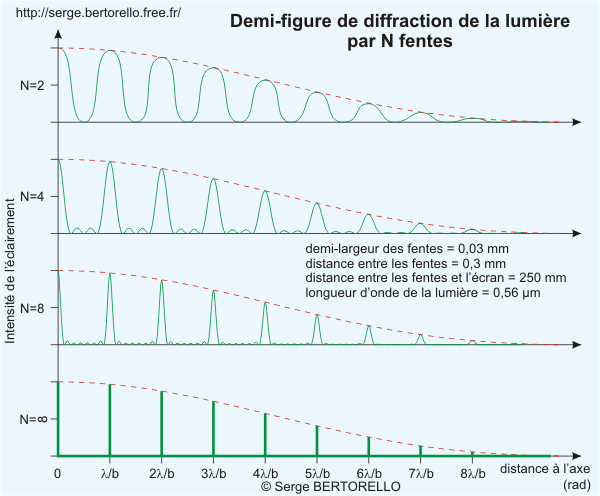 http://serge.bertorello.free.fr/
Demi-figure de diffraction de la lumière
par N fentes
N=2
N=4
demi-largeur des fentes = 0,03 mm
distance entre les fentes = 0,3 mm
distance entre les fentes et l'écran = 250 mm
longueur d'onde de la lumière = 0,56 µm
Intensité de l'éclairement
N=8
N=∞
0 λ/b 2λ/b 3λ/b 4λ/b 5λ/b 6λ/b 7λ/b 8λ/b
distance à l'axe
(rad)
© Serge BERTORELLO